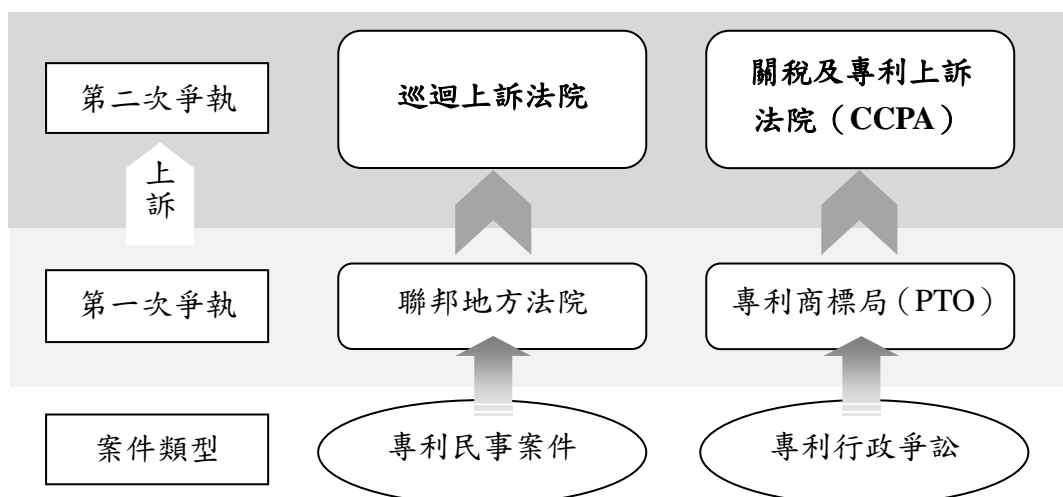 第二次爭執
巡迴上訴法院
關稅及專利上訴
法院（CCPA）
上
訴
第一次爭執
聯邦地方法院
專利商標局（PTO）
案件類型
專利民事案件
專利行政爭訟